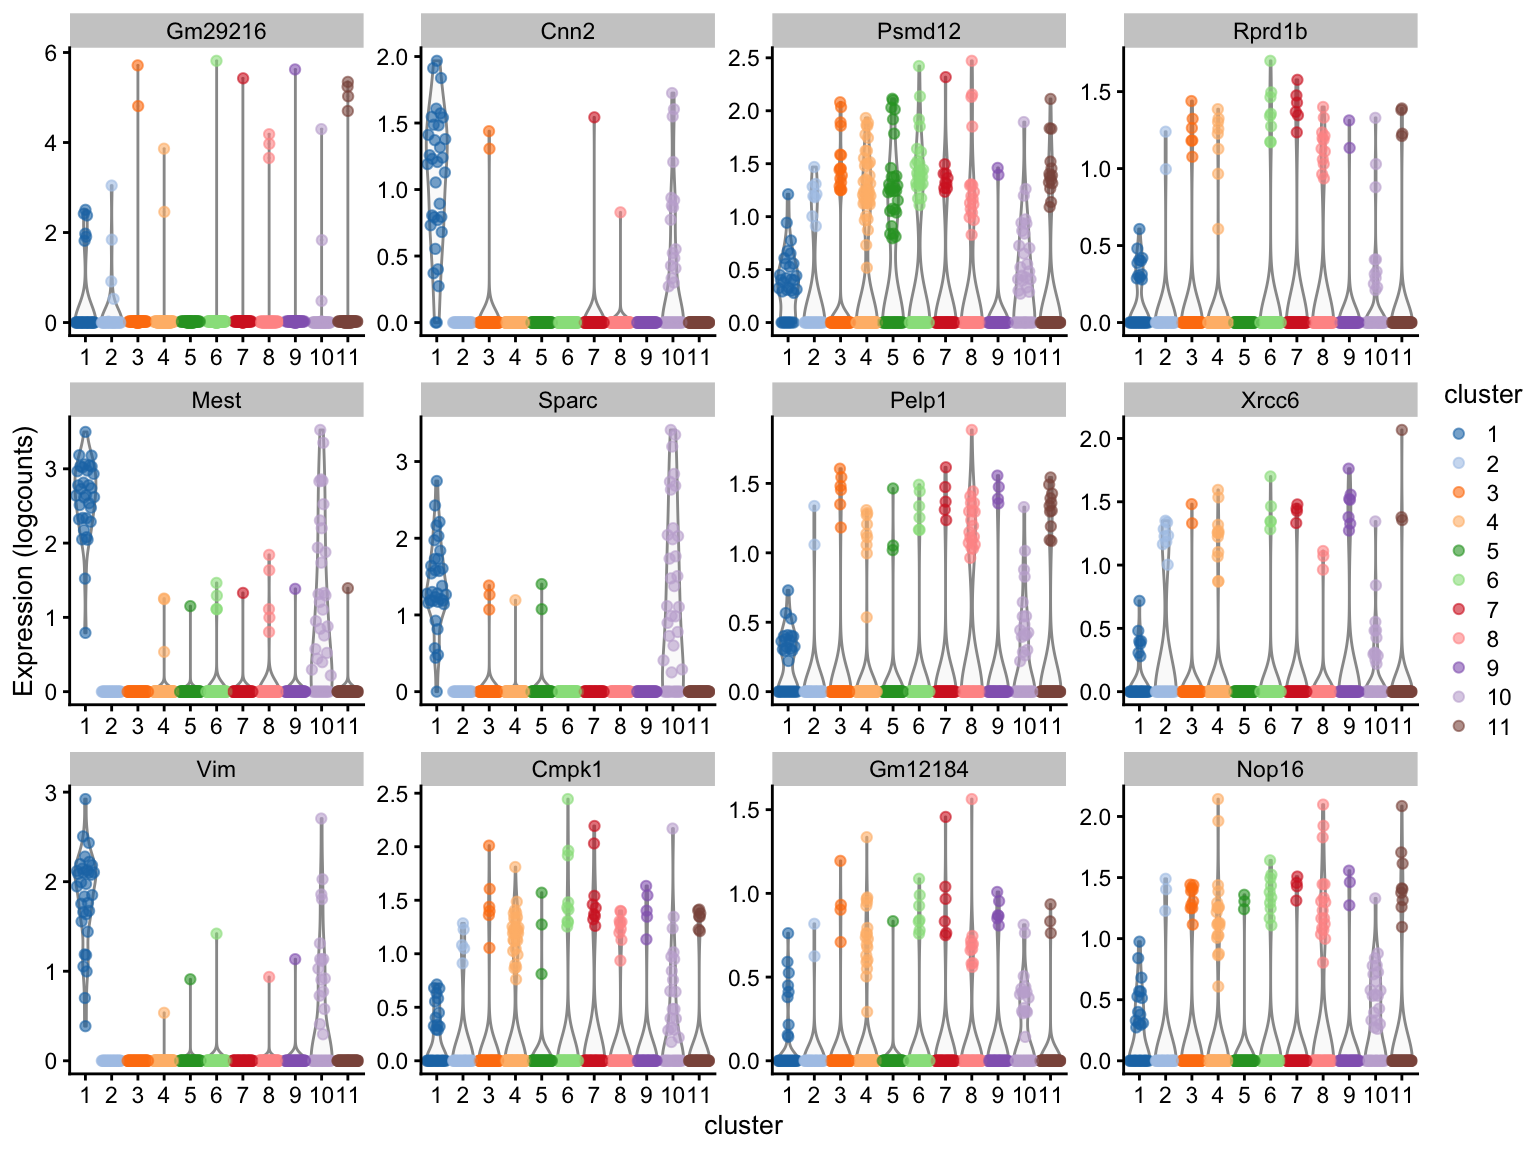 Gm29216 Cnn2 Psmd12 Rprd1b
6 4 2 0
2.0 1.5 1.0 0.5 0.0
2.5 2.0 1.5 1.0 0.5 0.0
1.5 1.0 0.5 0.0
1 2 3 4 5 6 7 8 9 10 11 1 2 3 4 5 6 7 8 9 10 11 1 2 3 4 5 6 7 8 9 10 11 1 2 3 4 5 6 7 8 9 10 11
Mest Sparc Pelp1 Xrcc6
Expression (logcounts)
3 2 1 0
3 2 1 0
1.5 1.0 0.5 0.0
2.0 1.5 1.0 0.5 0.0
1 2 3 4 5 6 7 8 9 10 11 1 2 3 4 5 6 7 8 9 10 11 1 2 3 4 5 6 7 8 9 10 11 1 2 3 4 5 6 7 8 9 10 11
Vim Cmpk1 Gm12184 Nop16
3 2 1 0
2.5 2.0 1.5 1.0 0.5 0.0
1.5 1.0 0.5 0.0
2.0 1.5 1.0 0.5 0.0
1 2 3 4 5 6 7 8 9 10 11 1 2 3 4 5 6 7 8 9 10 11 1 2 3 4 5 6 7 8 9 10 11 1 2 3 4 5 6 7 8 9 10 11
cluster
cluster
1
2
3
4
5
6
7
8
9
10
11